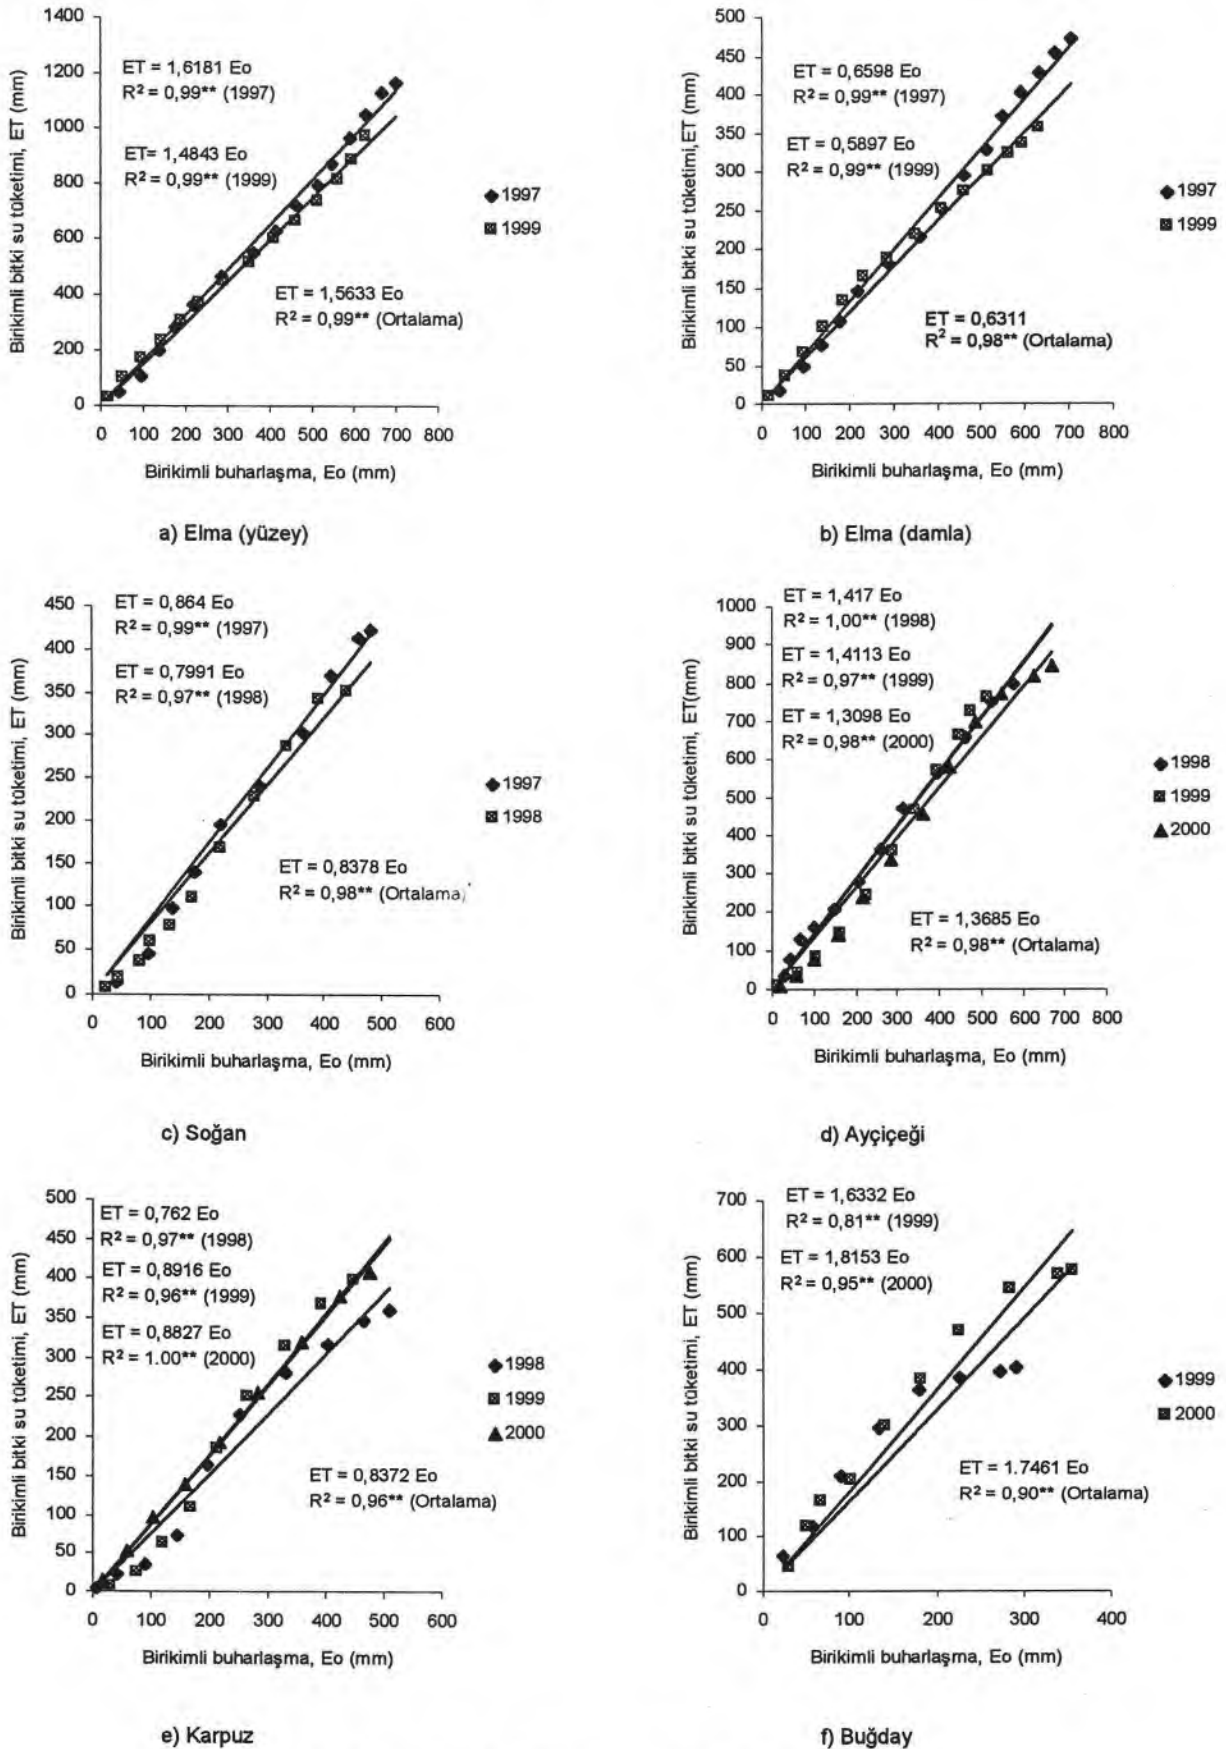 ET = 1,6181 Eo
R² = 0,99** (1997)
ET= 1,4843 Eo
R² = 0,99** (1999)
ET = 1,5633 Eo
R² = 0,99** (Ortalama)
Birikimli bitki su tüketimi, ET (mm)
1400
1200
1000
800
600
400
200
0
0 100 200 300 400 500 600 700 800
Birikimli buharlaşma, Eo (mm)
1997
1999
a) Elma (yüzey)
ET = 0,6598 Eo
R² = 0,99** (1997)
ET = 0,5897 Eo
R² = 0,99** (1999)
ET = 0,6311
R² = 0,98** (Ortalama)
Birikimli bitki su tüketimi,ET (mm)
500
450
400
350
300
250
200
150
100
50
0
0 100 200 300 400 500 600 700 800
Birikimli buharlaşma, Eo (mm)
1997
1999
b) Elma (damla)
ET = 0,864 Eo
R² = 0,99** (1997)
ET = 0,7991 Eo
R² = 0,97** (1998)
ET = 0,8378 Eo
R² = 0,98** (Ortalama)
Birikimli bitki su tüketimi, ET (mm)
450
400
350
300
250
200
150
100
50
0
0 100 200 300 400 500 600
Birikimli buharlaşma, Eo (mm)
1997
1998
c) Soğan
ET = 1,417 Eo
R² = 1,00** (1998)
ET = 1,4113 Eo
R² = 0,97** (1999)
ET = 1,3098 Eo
R² = 0,98** (2000)
ET = 1,3685 Eo
R² = 0,98** (Ortalama)
Birikimli bitki su tüketimi, ET(mm)
1000
900
800
700
600
500
400
300
200
100
0
0 100 200 300 400 500 600 700 800
Birikimli buharlaşma, Eo (mm)
1998
1999
2000
d) Ayçiçeği
ET = 0,762 Eo
R² = 0,97** (1998)
ET = 0,8916 Eo
R² = 0,96** (1999)
ET = 0,8827 Eo
R² = 1.00** (2000)
ET = 0,8372 Eo
R² = 0,96** (Ortalama)
Birikimli bitki su tüketimi, ET (mm)
500
450
400
350
300
250
200
150
100
50
0
0 100 200 300 400 500 600
Birikimli buharlaşma, Eo (mm)
1998
1999
2000
e) Karpuz
ET = 1,6332 Eo
R² = 0,81** (1999)
ET = 1,8153 Eo
R² = 0,95** (2000)
ET = 1.7461 Eo
R² = 0,90** (Ortalama)
Birikimli bitki su tüketimi, ET (mm)
700
600
500
400
300
200
100
0
0 100 200 300 400
Birikimli buharlaşma, Eo (mm)
1999
2000
f) Buğday